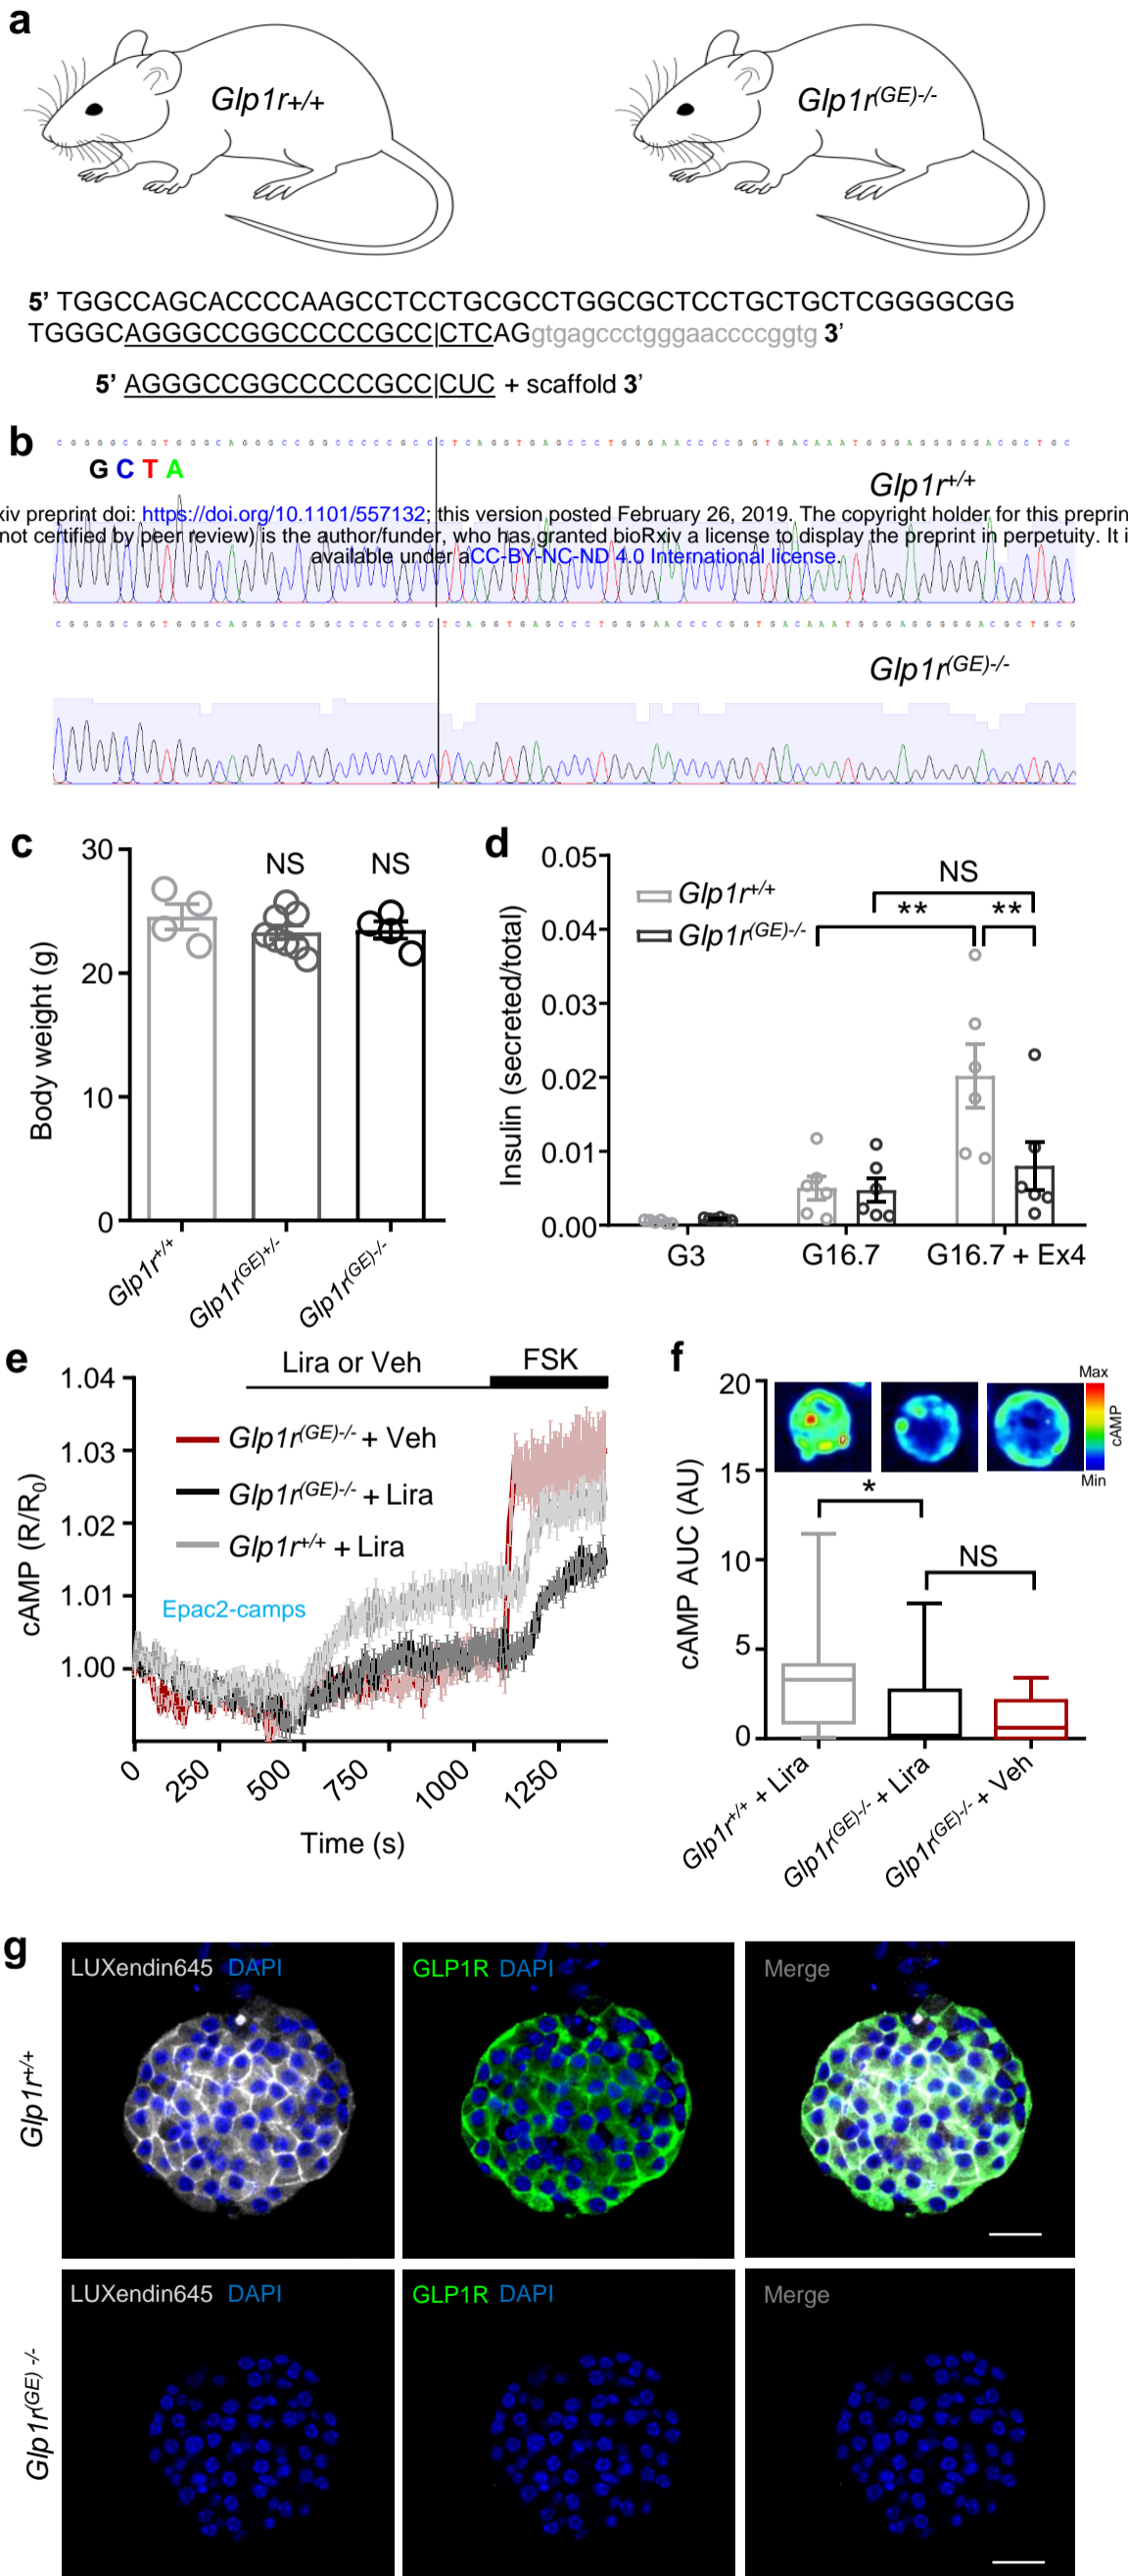 a
Glp1r+/+
Glp1r(GE)-/-
5’ TGGCCAGCACCCCAAGCCTCCTGCGCCTGGCGCTCCTGCTGCTCGGGGCGG
TGGGCAGGGCCGGCCCCCGCC|CTCAGgtgagccctgggaaccccggtg 3’
5’ AGGGCCGGCCCCCGCC|CUC + scaffold 3’
b
C G G G G C G G T G G G C A G G G C C G G C C C C C G C C C T C A G G T G A G C C C T G G G A A C C C C G G T G A C A A A T G G G A G G G G G A C G C T G C
G C T A
Glp1r+/+
xiv preprint doi: https://doi.org/10.1101/557132; this version posted February 26, 2019. The copyright holder for this preprin
not certified by peer review) is the author/funder, who has granted bioRxiv a license to display the preprint in perpetuity. It i
available under aCC-BY-NC-ND 4.0 International license.
C G G G G C G G T G G G C A G G G C C G G C C C C C G C C T C A G G T G A G C C C T G G G A A C C C C G G T G A C A A A T G G G A G G G G G A C G C T G C G
Glp1r(GE)-/-
c
30
20
10
0
Body weight (g)
NS
NS
Glp1r+/+
Glp1r(GE)+/-
Glp1r(GE)-/-
d
0.05
0.04
0.03
0.02
0.01
0.00
Insulin (secreted/total)
Glp1r+/+
Glp1r(GE)-/-
NS
**
**
G3
G16.7
G16.7 + Ex4
e
Lira or Veh
FSK
1.04
1.03
1.02
1.01
1.00
cAMP (R/R0)
Glp1r(GE)-/- + Veh
Glp1r(GE)-/- + Lira
Glp1r+/+ + Lira
Epac2-camps
0
250
500
750
1000
1250
Time (s)
f
20
15
10
5
0
cAMP AUC (AU)
Max
cAMP
Min
*
NS
Glp1r+/+ + Lira
Glp1r(GE)-/- + Lira
Glp1r(GE)-/- + Veh
g
Glp1r+/+
LUXendin645 DAPI
GLP1R DAPI
Merge
Glp1r(GE) -/-
LUXendin645 DAPI
GLP1R DAPI
Merge